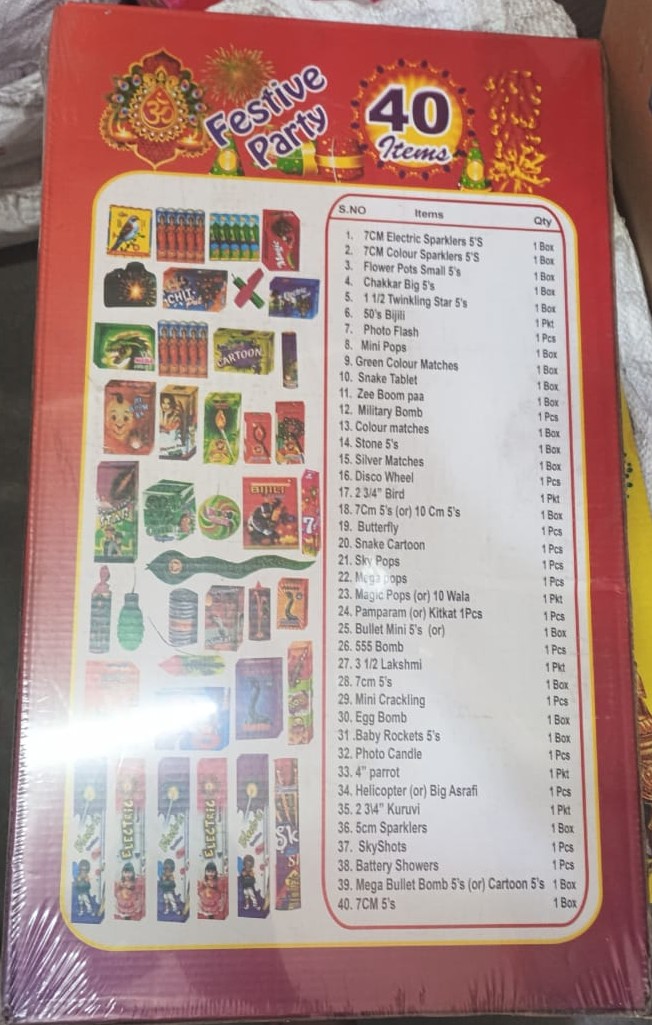 ॐ
Festive
Party
40
Items
S.NO Items Qty
1. 7CM Electric Sparklers 5'S 1 Box
2. 7CM Colour Sparklers 5'S 1 Box
3. Flower Pots Small 5's 1 Box
4. Chakkar Big 5's 1 Box
5. 1 1/2 Twinkling Star 5's 1 Box
6. 50's Bijili 1 Pkt
7. Photo Flash 1 Pcs
8. Mini Pops 1 Box
9. Green Colour Matches 1 Box
10. Snake Tablet 1 Box
11. Zee Boom paa 1 Box
12. Military Bomb 1 Pcs
13. Colour matches 1 Box
14. Stone 5's 1 Box
15. Silver Matches 1 Box
16. Disco Wheel 1 Pcs
17. 2 3/4" Bird 1 Pkt
18. 7Cm 5's (or) 10 Cm 5's 1 Box
19. Butterfly 1 Pcs
20. Snake Cartoon 1 Pcs
21. Sky Pops 1 Pcs
22. Mega pops 1 Pcs
23. Magic Pops (or) 10 Wala 1 Pkt
24. Pamparam (or) Kitkat 1Pcs
25. Bullet Mini 5's (or) 1 Box
26. 555 Bomb 1 Pcs
27. 3 1/2 Lakshmi 1 Pkt
28. 7cm 5's 1 Box
29. Mini Crackling 1 Pcs
30. Egg Bomb 1 Box
31 .Baby Rockets 5's 1 Box
32. Photo Candle 1 Pcs
33. 4" parrot 1 Pkt
34. Helicopter (or) Big Asrafi 1 Pcs
35. 2 3\4" Kuruvi 1 Pkt
36. 5cm Sparklers 1 Box
37. SkyShots 1 Pcs
38. Battery Showers 1 Pcs
39. Mega Bullet Bomb 5's (or) Cartoon 5's 1 Box
40. 7CM 5's 1 Box
Magic
CHIT-
Electric
CARTOON
BIJILI
7
ELECTRIC
ELECTRIC
Sk